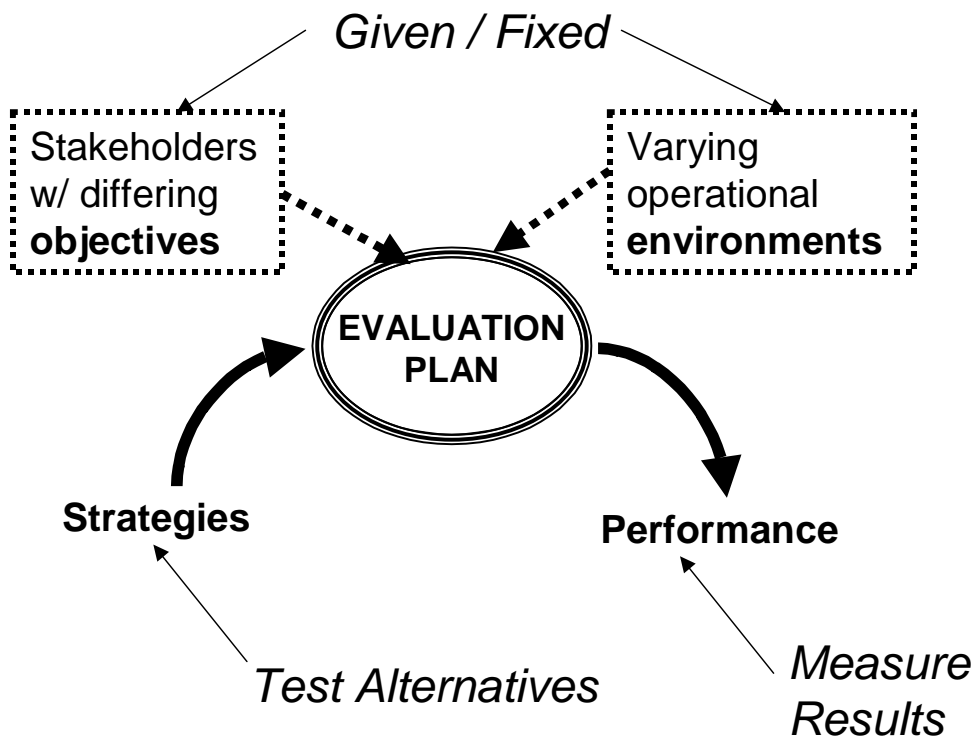 Given / Fixed
Stakeholders
w/ differing
objectives
Varying
operational
environments
EVALUATION
PLAN
Strategies
Performance
Test Alternatives
Measure
Results